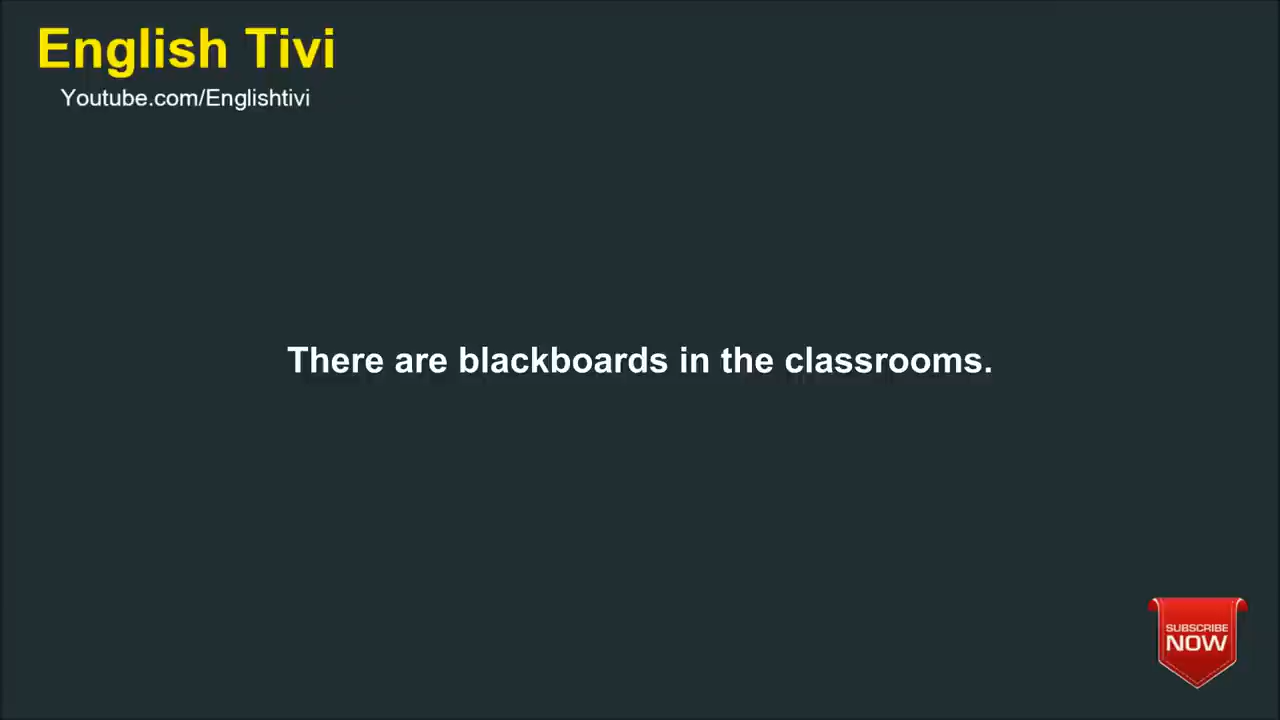 English Tivi
Youtube.com/Englishtivi
There are blackboards in the classrooms.
SUBSCRIBE
NOW